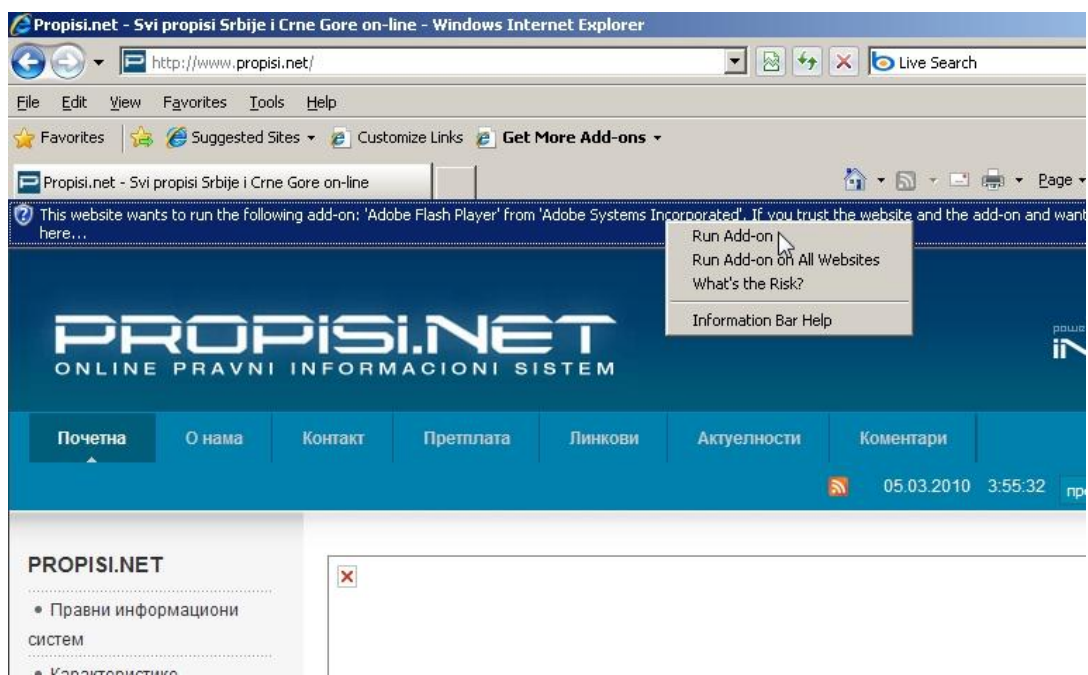 Propisi.net - Svi propisi Srbije i Crne Gore on-line - Windows Internet Explorer
http://www.propisi.net/
Live Search
File Edit View Favorites Tools Help
Favorites Suggested Sites Customize Links Get More Add-ons
Propisi.net - Svi propisi Srbije i Crne Gore on-line
Page
This website wants to run the following add-on: 'Adobe Flash Player' from 'Adobe Systems Incorporated'. If you trust the website and the add-on and want
here...
Run Add-on
Run Add-on on All Websites
What's the Risk?
Information Bar Help
PROPISI.NET
ONLINE PRAVNI INFORMACIONI SISTEM
Почетна О нама Контакт Претплата Линкови Актуелности Коментари
05.03.2010 3:55:32
PROPISI.NET
• Правни информациони
систем
• Карактеристике